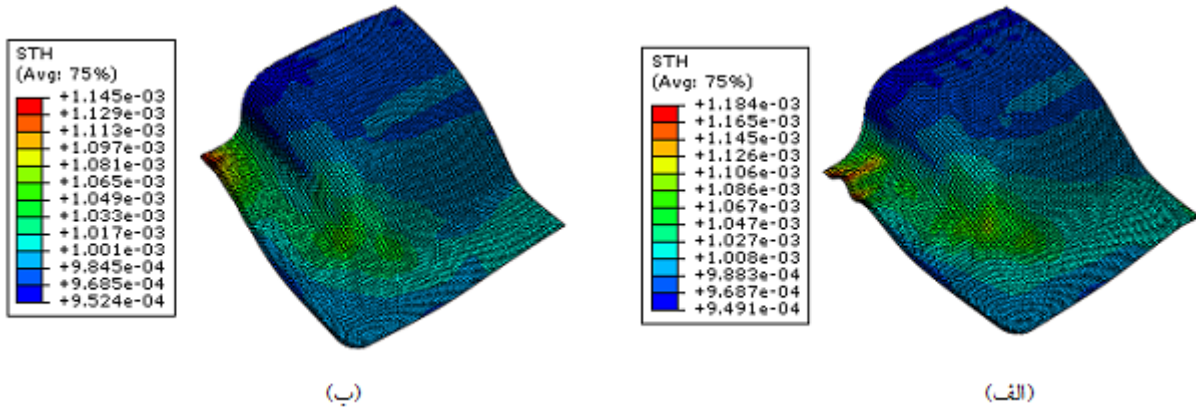 STH
(Avg: 75%)
+1.145e-03
+1.129e-03
+1.113e-03
+1.097e-03
+1.081e-03
+1.065e-03
+1.049e-03
+1.033e-03
+1.017e-03
+1.001e-03
+9.845e-04
+9.685e-04
+9.524e-04
(ب)
STH
(Avg: 75%)
+1.184e-03
+1.165e-03
+1.145e-03
+1.126e-03
+1.106e-03
+1.086e-03
+1.067e-03
+1.047e-03
+1.027e-03
+1.008e-03
+9.883e-04
+9.687e-04
+9.491e-04
(الف)